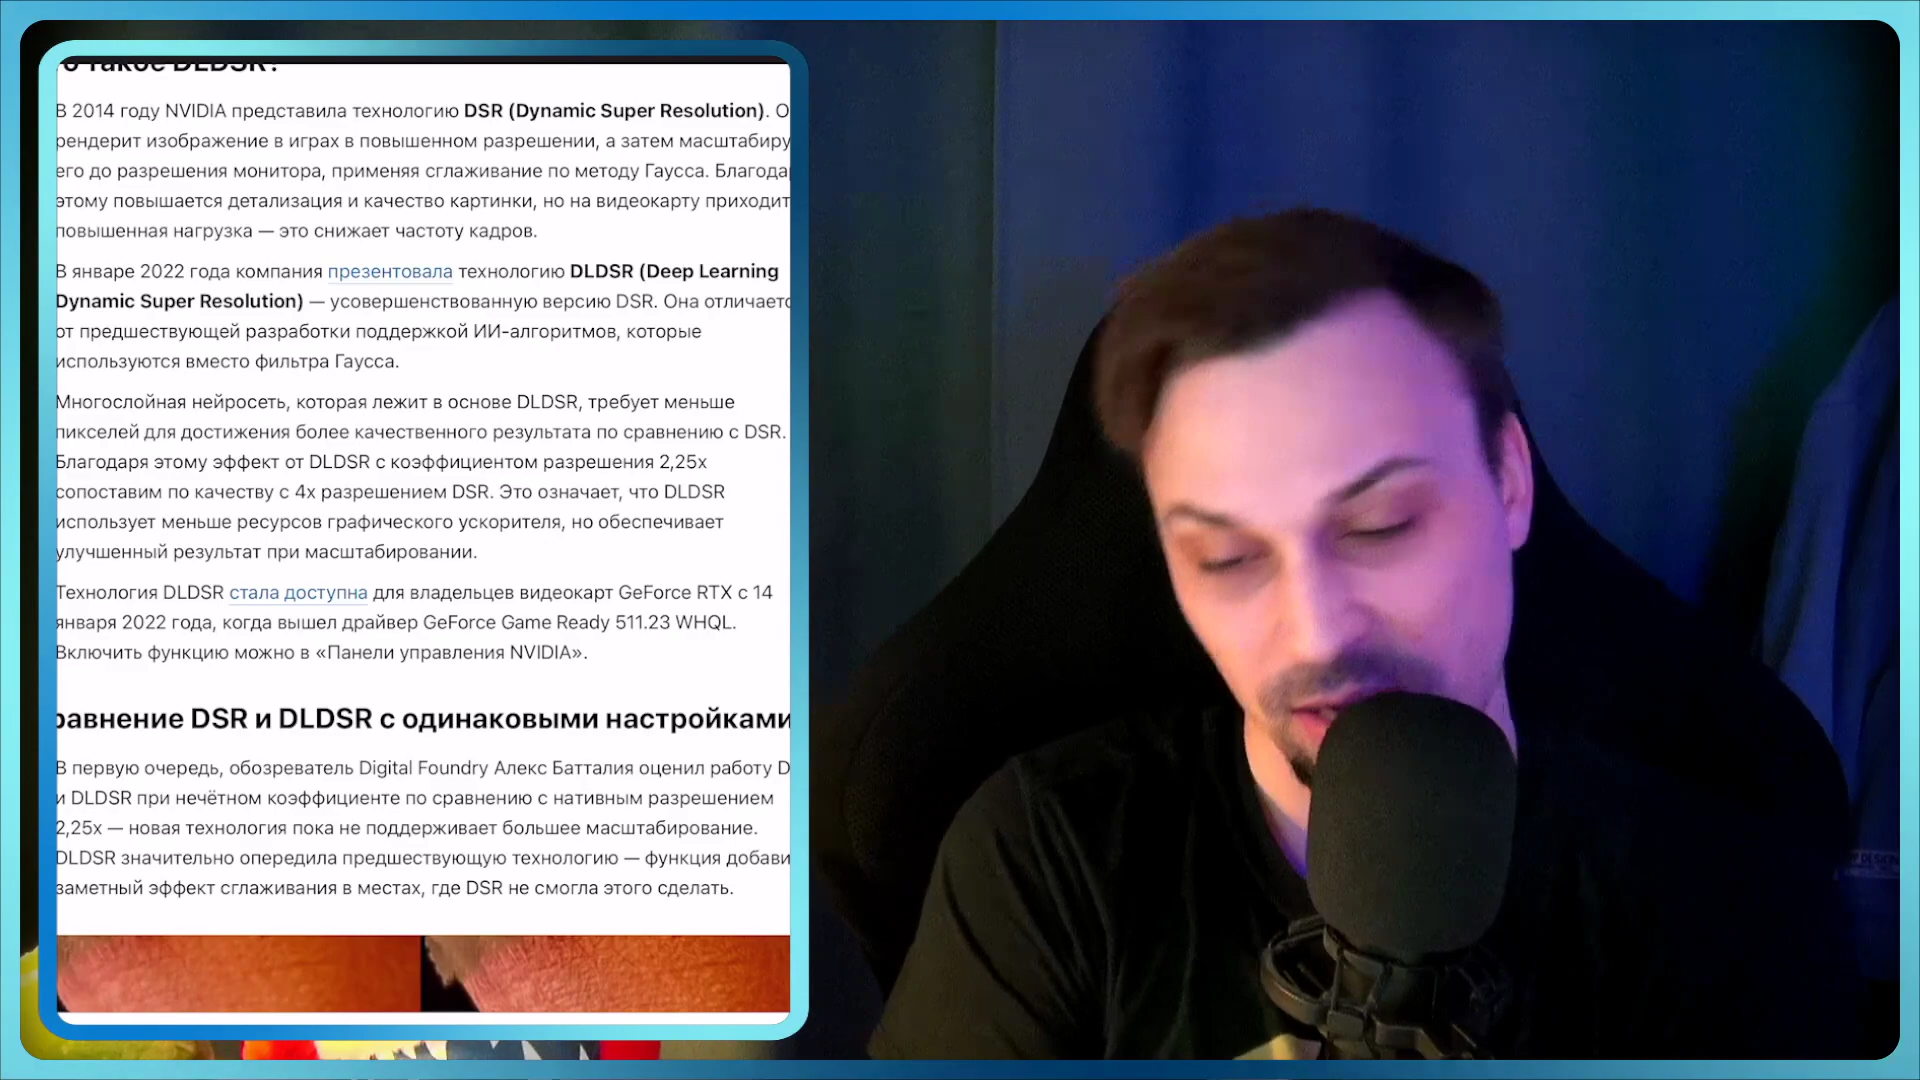 о такое DLDSR?
В 2014 году NVIDIA представила технологию DSR (Dynamic Super Resolution). О
рендерит изображение в играх в повышенном разрешении, а затем масштабиру
его до разрешения монитора, применяя сглаживание по методу Гаусса. Благода
этому повышается детализация и качество картинки, но на видеокарту приходит
повышенная нагрузка — это снижает частоту кадров.
В январе 2022 года компания презентовала технологию DLDSR (Deep Learning
Dynamic Super Resolution) — усовершенствованную версию DSR. Она отличаетс
от предшествующей разработки поддержкой ИИ-алгоритмов, которые
используются вместо фильтра Гаусса.
Многослойная нейросеть, которая лежит в основе DLDSR, требует меньше
пикселей для достижения более качественного результата по сравнению с DSR.
Благодаря этому эффект от DLDSR с коэффициентом разрешения 2,25x
сопоставим по качеству с 4x разрешением DSR. Это означает, что DLDSR
использует меньше ресурсов графического ускорителя, но обеспечивает
улучшенный результат при масштабировании.
Технология DLDSR стала доступна для владельцев видеокарт GeForce RTX с 14
января 2022 года, когда вышел драйвер GeForce Game Ready 511.23 WHQL.
Включить функцию можно в «Панели управления NVIDIA».
равнение DSR и DLDSR с одинаковыми настройками
В первую очередь, обозреватель Digital Foundry Алекс Батталия оценил работу D
и DLDSR при нечётном коэффициенте по сравнению с нативным разрешением
2,25x — новая технология пока не поддерживает большее масштабирование.
DLDSR значительно опередила предшествующую технологию — функция добави
заметный эффект сглаживания в местах, где DSR не смогла этого сделать.